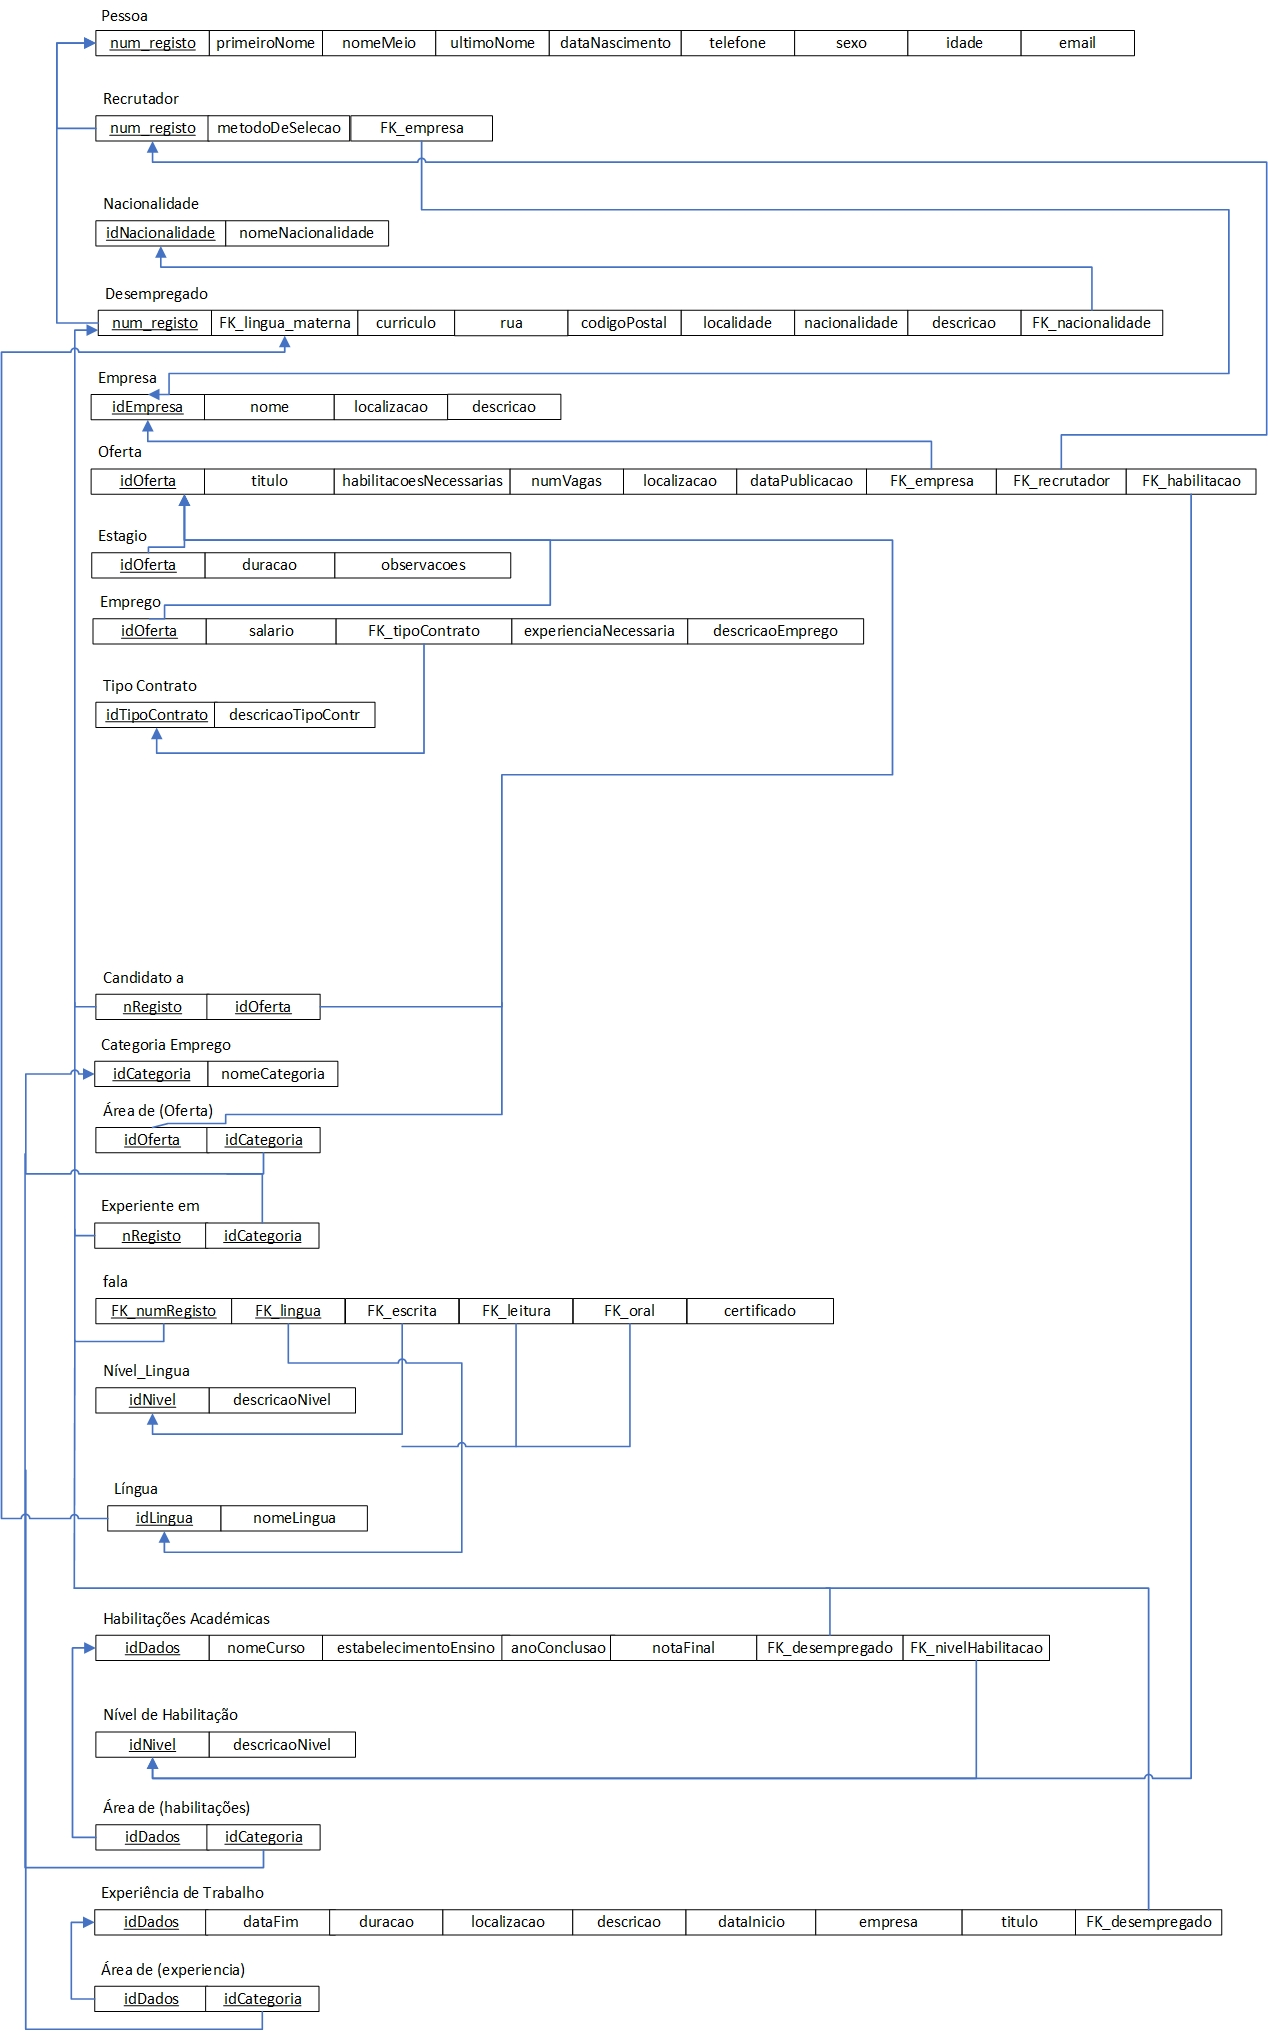 Pessoa
num_registo primeiroNome nomeMeio ultimoNome dataNascimento telefone sexo idade email
Recrutador
num_registo metodoDeSelecao FK_empresa
Nacionalidade
idNacionalidade nomeNacionalidade
Desempregado
num_registo FK_lingua_materna curriculo rua codigoPostal localidade nacionalidade descricao FK_nacionalidade
Empresa
idEmpresa nome localizacao descricao
Oferta
idOferta titulo habilitacoesNecessarias numVagas localizacao dataPublicacao FK_empresa FK_recrutador FK_habilitacao
Estagio
idOferta duracao observacoes
Emprego
idOferta salario FK_tipoContrato experienciaNecessaria descricaoEmprego
Tipo Contrato
idTipoContrato descricaoTipoContr
Candidato a
nRegisto idOferta
Categoria Emprego
idCategoria nomeCategoria
Área de (Oferta)
idOferta idCategoria
Experiente em
nRegisto idCategoria
fala
FK_numRegisto FK_lingua FK_escrita FK_leitura FK_oral certificado
Nível_Lingua
idNivel descricaoNivel
Língua
idLingua nomeLingua
Habilitações Académicas
idDados nomeCurso estabelecimentoEnsino anoConclusao notaFinal FK_desempregado FK_nivelHabilitacao
Nível de Habilitação
idNivel descricaoNivel
Área de (habilitações)
idDados idCategoria
Experiência de Trabalho
idDados dataFim duracao localizacao descricao dataInicio empresa titulo FK_desempregado
Área de (experiencia)
idDados idCategoria